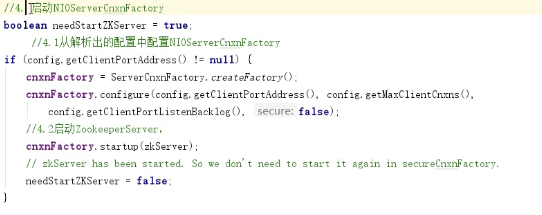 //4.启动NIOServerCnxnFactory
boolean needStartZKServer = true;
//4.1从解析出的配置中配置NIOServerCnxnFactory
if (config.getClientPortAddress() != null) {
cnxnFactory = ServerCnxnFactory.createFactory();
cnxnFactory.configure(config.getClientPortAddress(), config.getMaxClientCnxns(),
config.getClientPortListenBacklog(), secure: false);
//4.2启动ZookeeperServer，
cnxnFactory.startup(zkServer);
// zkServer has been started. So we don't need to start it again in secureCnxnFactory.
needStartZKServer = false;
}